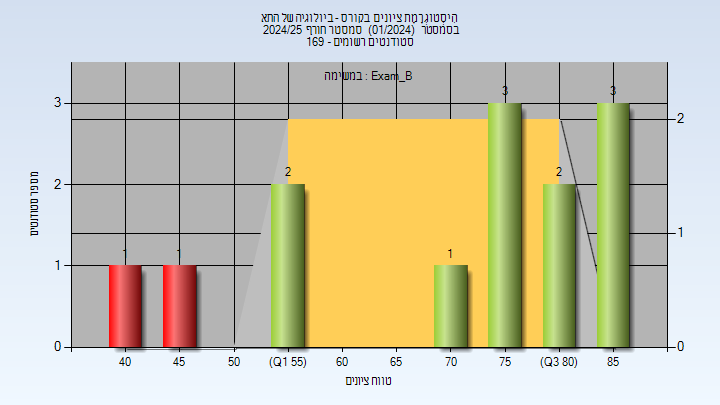 היסטוגרמת ציונים בקורס - ביולוגיה של התא
בסמסטר (01/2024) סמסטר חורף 2024/25
סטודנטים רשומים - 169
במשימה : Exam_B
מספר סטודנטים
3
2
1
0
2
1
0
1
1
2
1
3
2
3
40
45
50
(Q1 55)
60
65
70
75
(Q3 80)
85
טווח ציונים